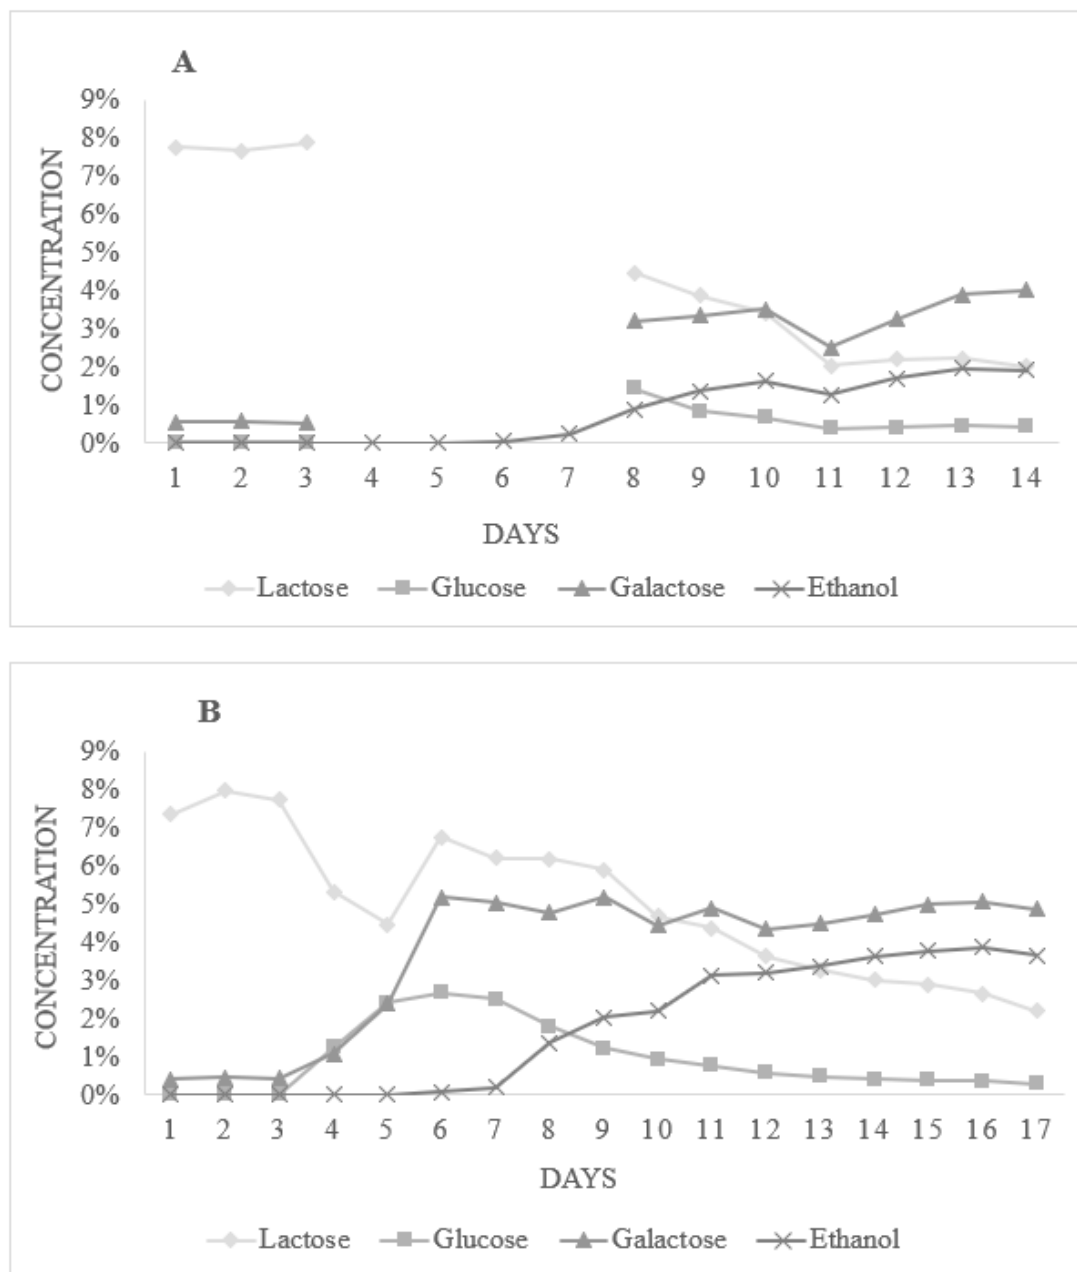 A
9%
8%
7%
6%
5%
4%
3%
2%
1%
0%
CONCENTRATION
1 2 3 4 5 6 7 8 9 10 11 12 13 14
DAYS
Lactose Glucose Galactose Ethanol
B
9%
8%
7%
6%
5%
4%
3%
2%
1%
0%
CONCENTRATION
1 2 3 4 5 6 7 8 9 10 11 12 13 14 15 16 17
DAYS
Lactose Glucose Galactose Ethanol